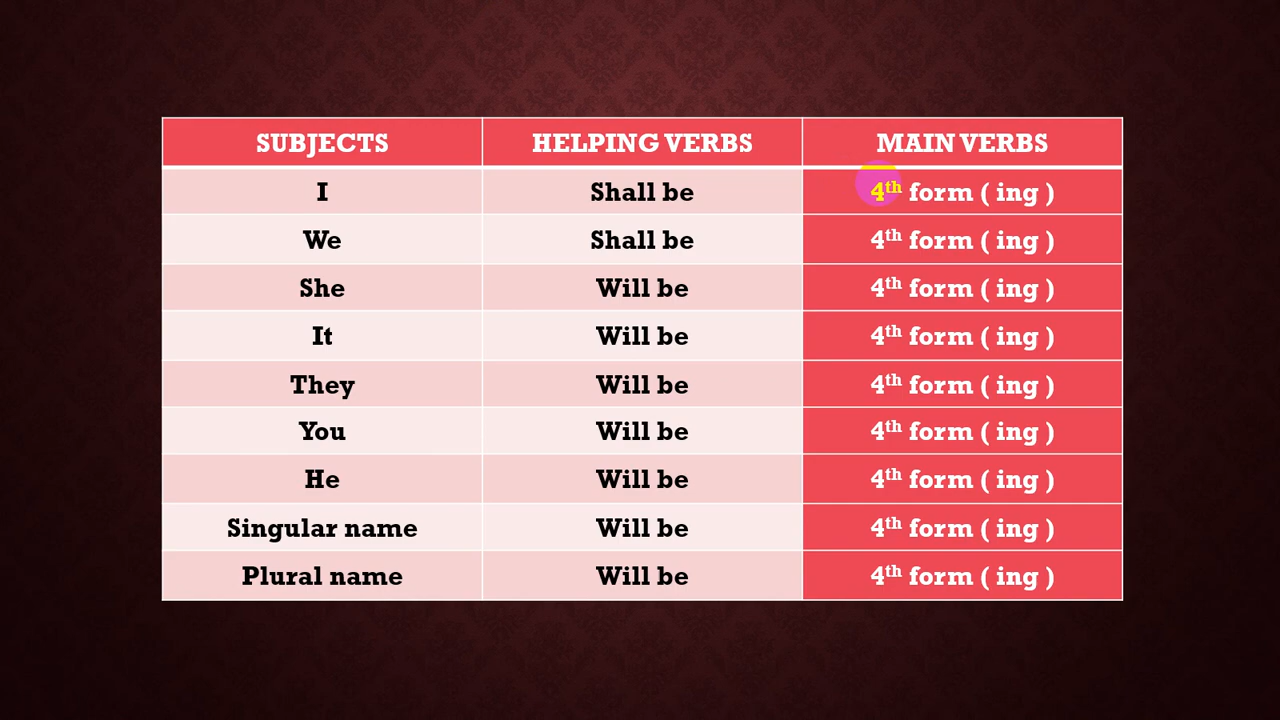 SUBJECTS HELPING VERBS MAIN VERBS
I Shall be 4th form ( ing )
We Shall be 4th form ( ing )
She Will be 4th form ( ing )
It Will be 4th form ( ing )
They Will be 4th form ( ing )
You Will be 4th form ( ing )
He Will be 4th form ( ing )
Singular name Will be 4th form ( ing )
Plural name Will be 4th form ( ing )